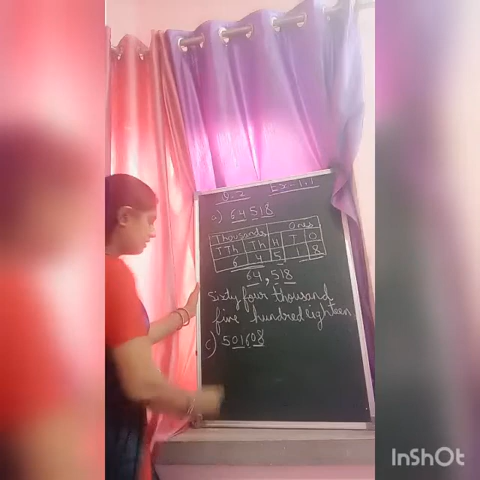 Q.2 Ex-1.1
a) 64518
Thousands Ones
TTh Th H T O
6 4 5 1 8
64,518
Sixty four thousand
five hundred eighteen
c) 501608
InShOt